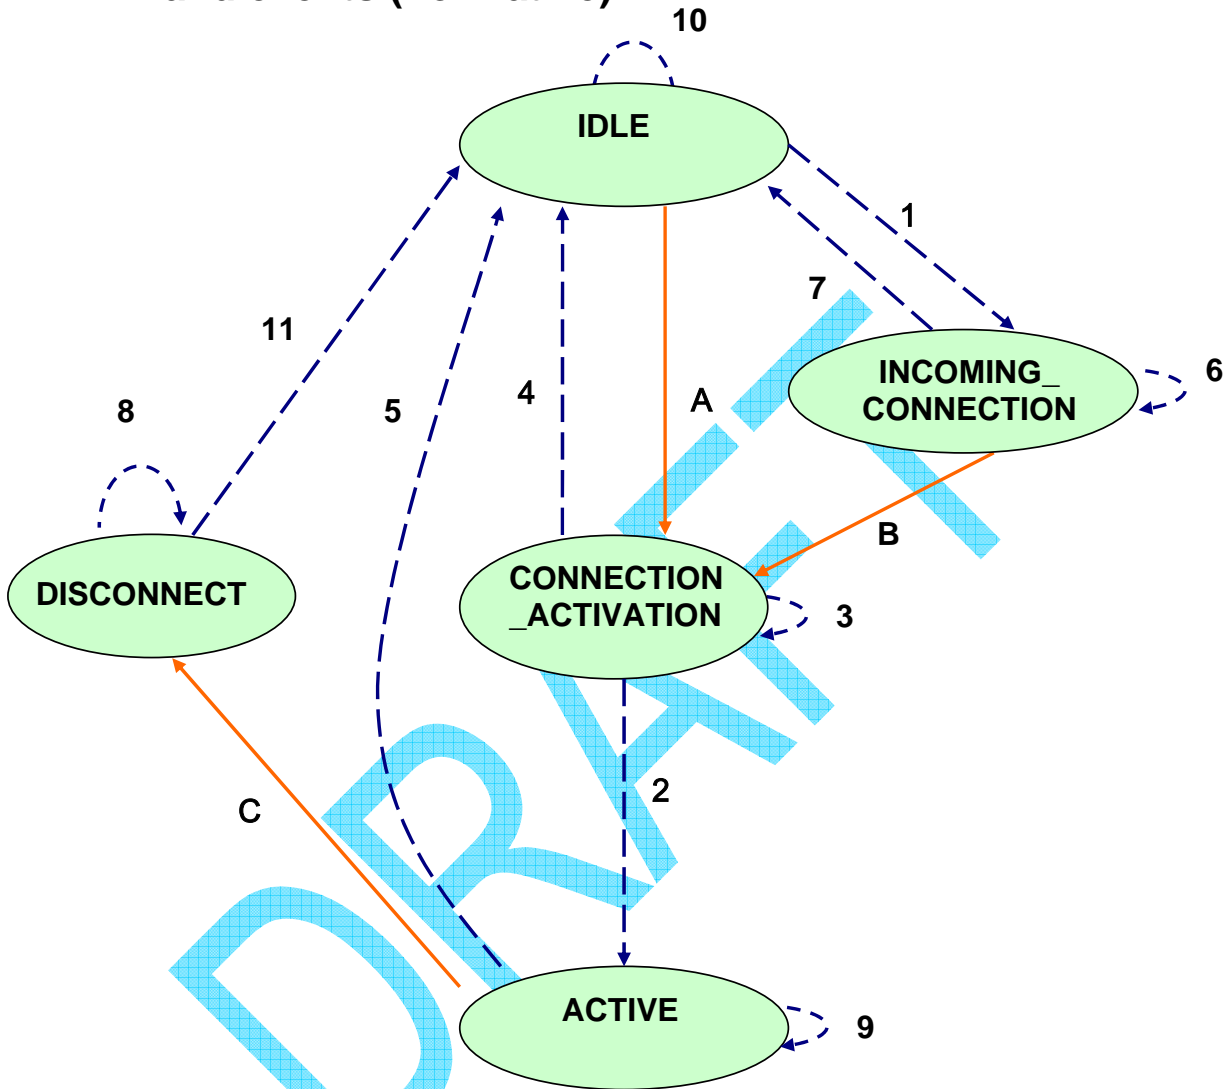 10
IDLE
1
7
11
INCOMING_
CONNECTION
6
4
A
5
8
B
CONNECTION
_ACTIVATION
DISCONNECT
3
2
C
ACTIVE
9
DRAFT